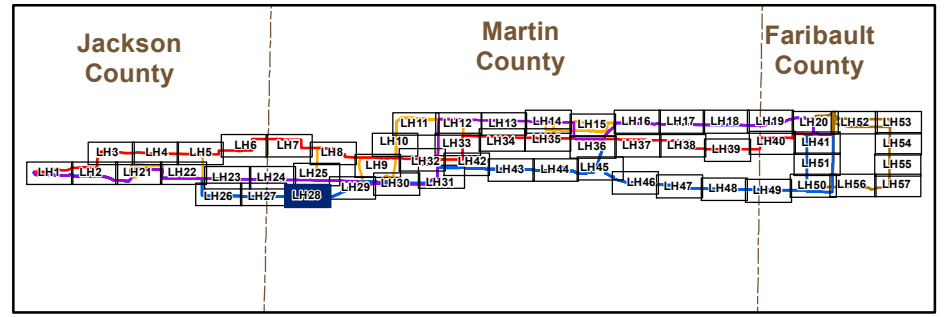 Jackson
County
Martin
County
Faribault
County
LH11 LH12 LH13 LH14 LH15 LH16 LH17 LH18 LH19 LH20 LH52 LH53
LH6 LH7 LH10 LH33 LH34 LH35 LH36 LH37 LH38 LH39 LH40 LH41 LH54
LH3 LH4 LH5 LH8 LH32 LH42
LH1 LH2 LH21 LH22 LH23 LH24 LH25 LH9 LH43 LH44 LH45 LH51 LH55
LH26 LH27 LH28 LH29 LH30 LH31 LH46 LH47 LH48 LH49 LH50 LH56 LH57